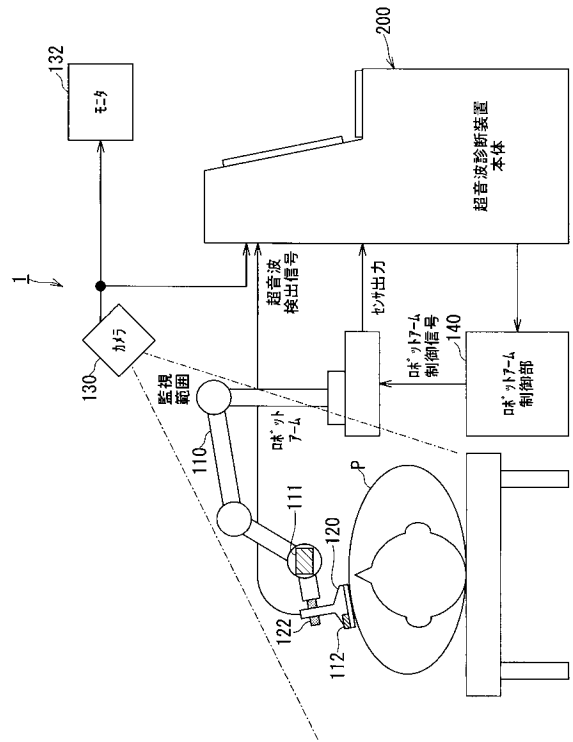 1
132
モニタ
カメラ
130
監視
範囲
110
ロボット
アーム
111
120
122
112
P
超音波
検出信号
センサ出力
ロボットアーム
制御信号
140
ロボットアーム
制御部
200
超音波診断装置
本体